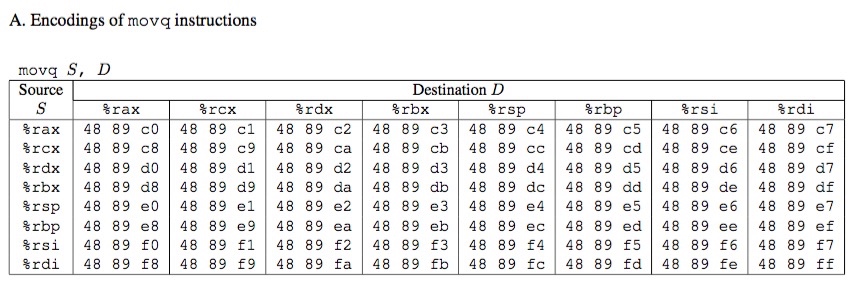 A. Encodings of movq instructions
movq S, D
Source Destination D
S %rax %rcx %rdx %rbx %rsp %rbp %rsi %rdi
%rax 48 89 c0 48 89 c1 48 89 c2 48 89 c3 48 89 c4 48 89 c5 48 89 c6 48 89 c7
%rcx 48 89 c8 48 89 c9 48 89 ca 48 89 cb 48 89 cc 48 89 cd 48 89 ce 48 89 cf
%rdx 48 89 d0 48 89 d1 48 89 d2 48 89 d3 48 89 d4 48 89 d5 48 89 d6 48 89 d7
%rbx 48 89 d8 48 89 d9 48 89 da 48 89 db 48 89 dc 48 89 dd 48 89 de 48 89 df
%rsp 48 89 e0 48 89 e1 48 89 e2 48 89 e3 48 89 e4 48 89 e5 48 89 e6 48 89 e7
%rbp 48 89 e8 48 89 e9 48 89 ea 48 89 eb 48 89 ec 48 89 ed 48 89 ee 48 89 ef
%rsi 48 89 f0 48 89 f1 48 89 f2 48 89 f3 48 89 f4 48 89 f5 48 89 f6 48 89 f7
%rdi 48 89 f8 48 89 f9 48 89 fa 48 89 fb 48 89 fc 48 89 fd 48 89 fe 48 89 ff